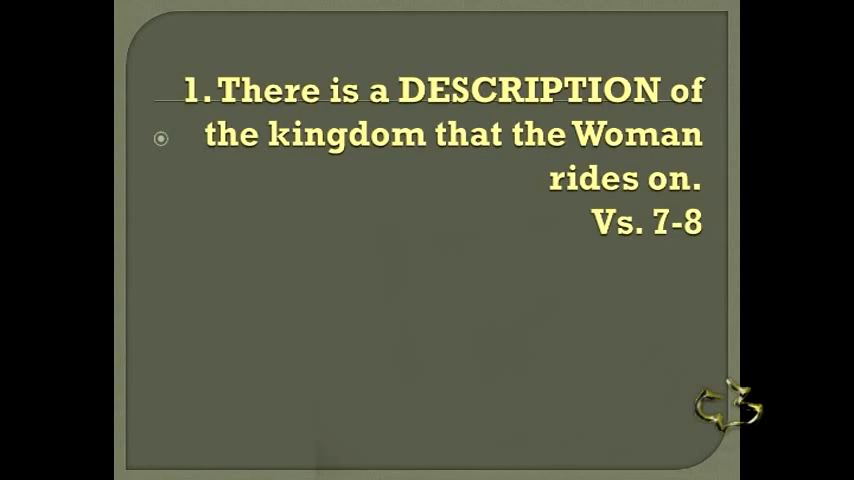 1. There is a DESCRIPTION of
the kingdom that the Woman
rides on.
Vs. 7-8